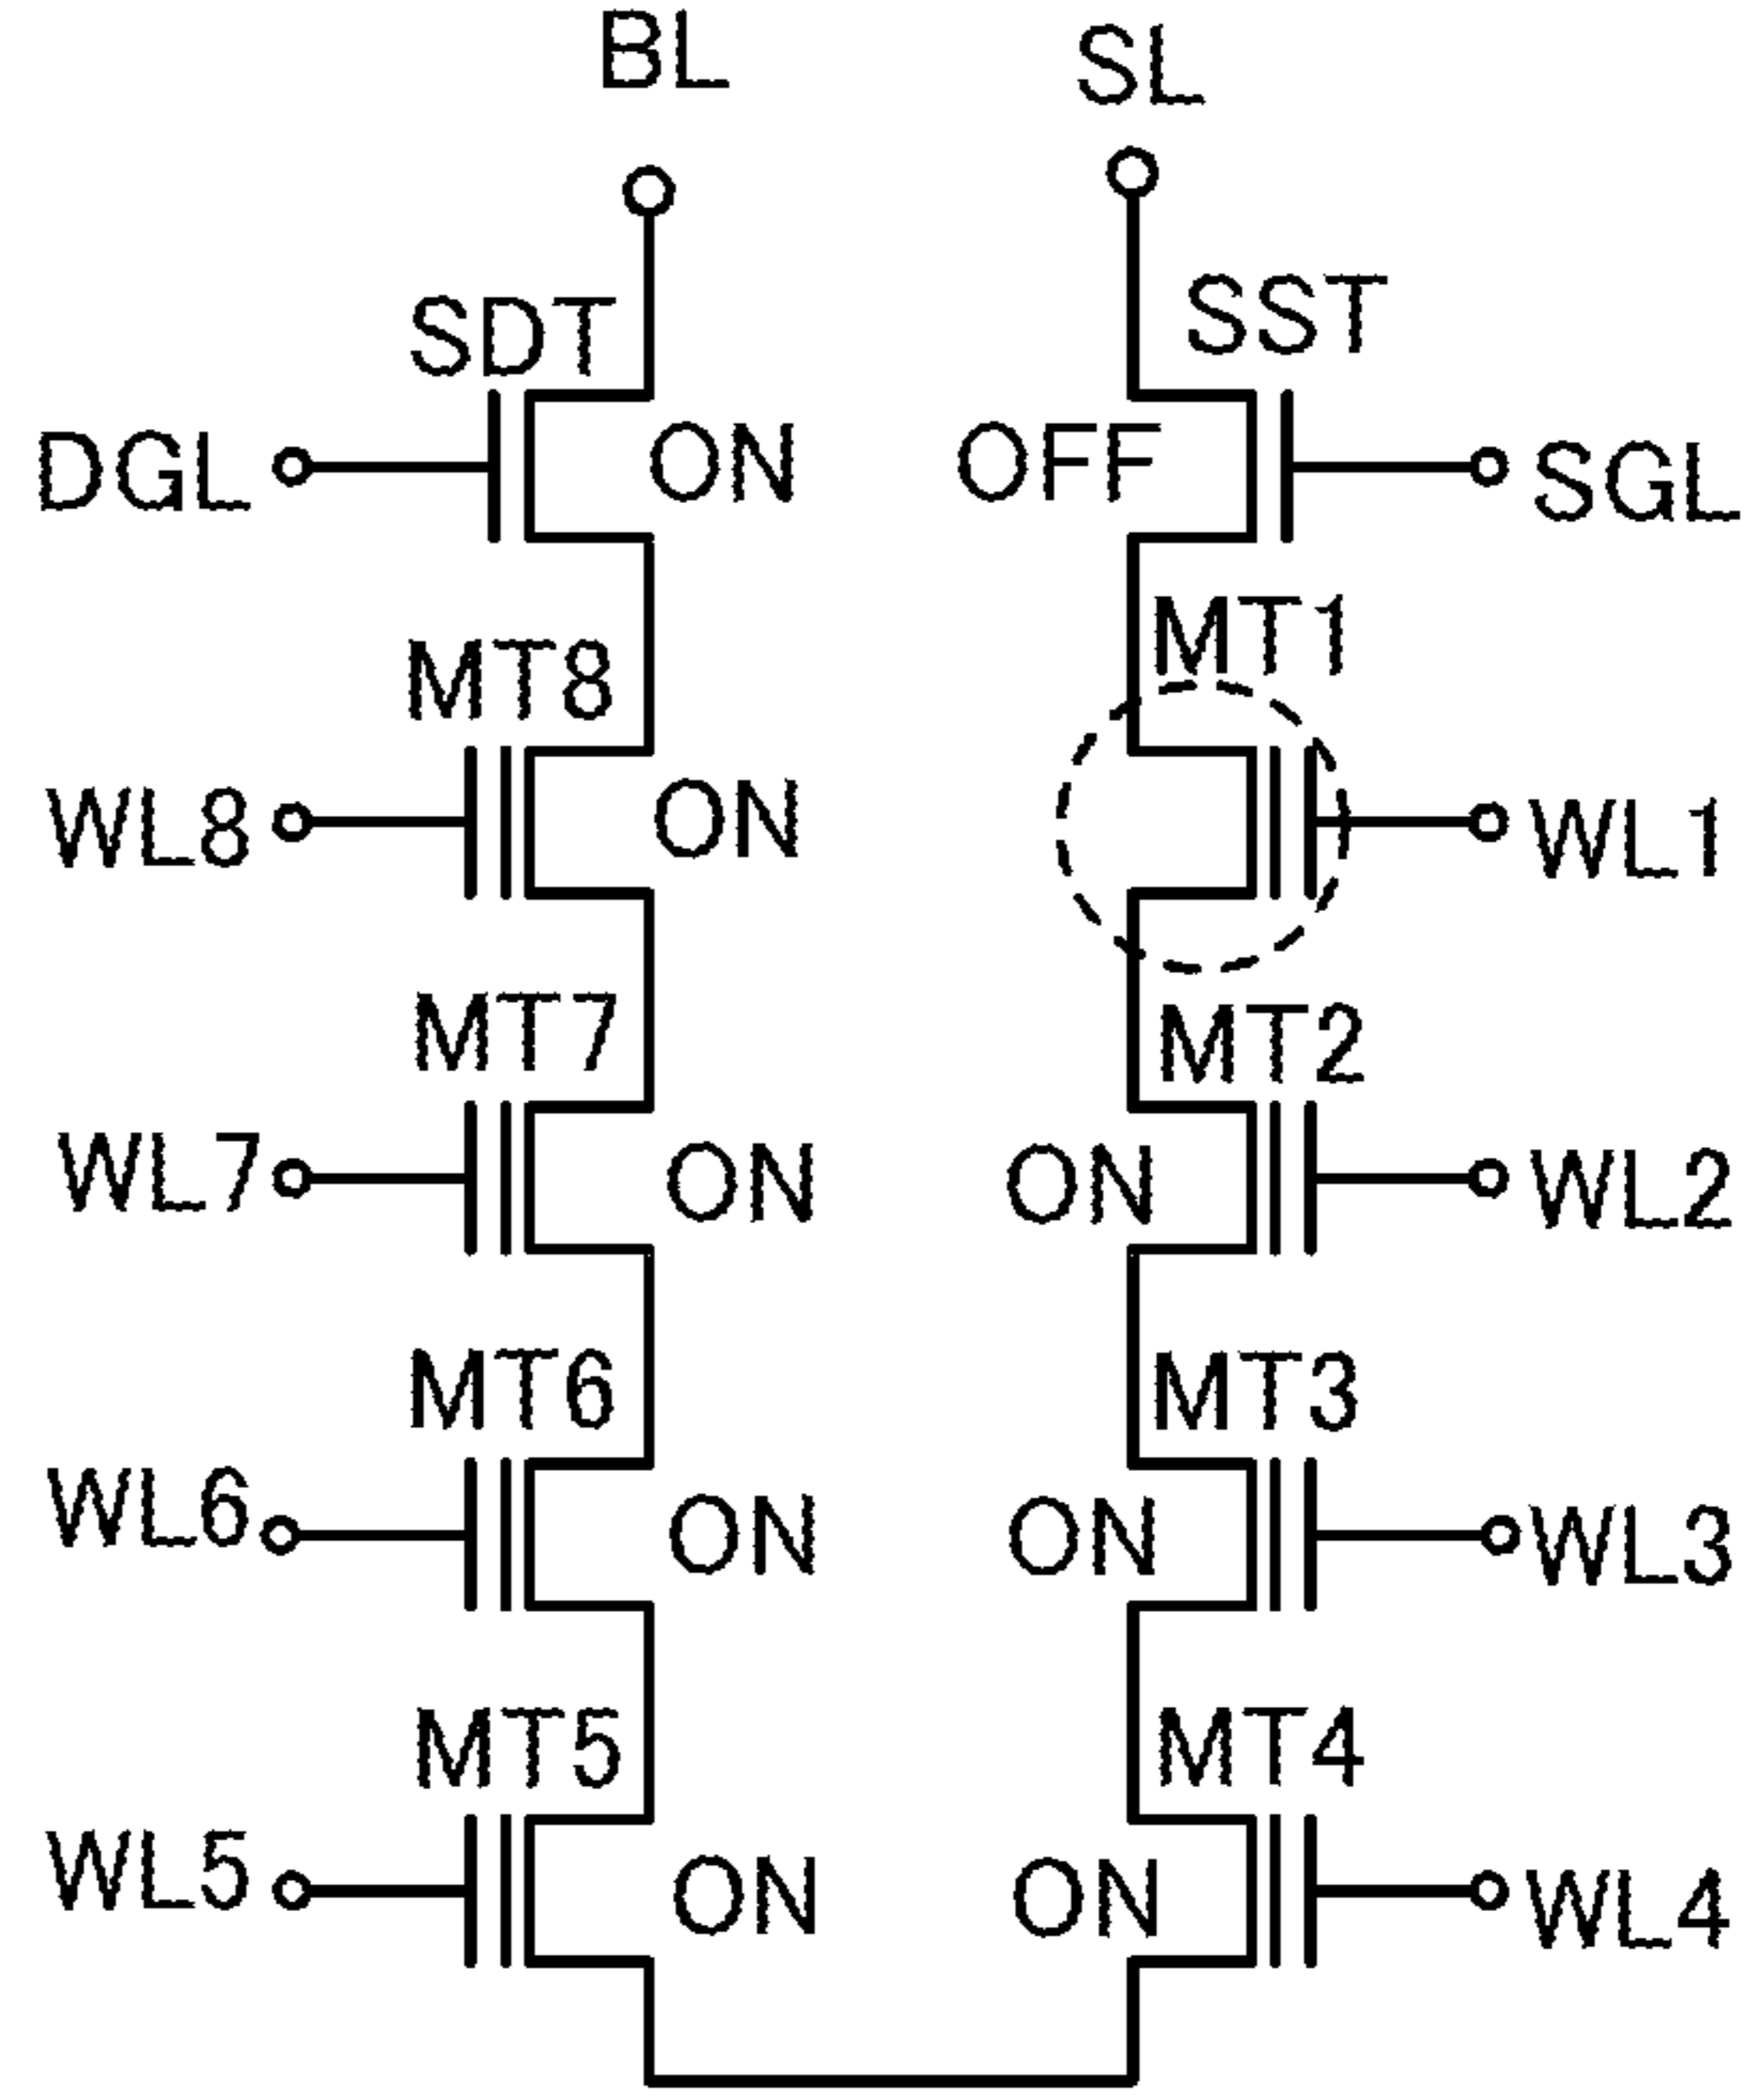 BL SL
SDT SST
DGL ON OFF SGL
MT8 MT1
WL8 ON WL1
MT7 MT2
WL7 ON ON WL2
MT6 MT3
WL6 ON ON WL3
MT5 MT4
WL5 ON ON WL4